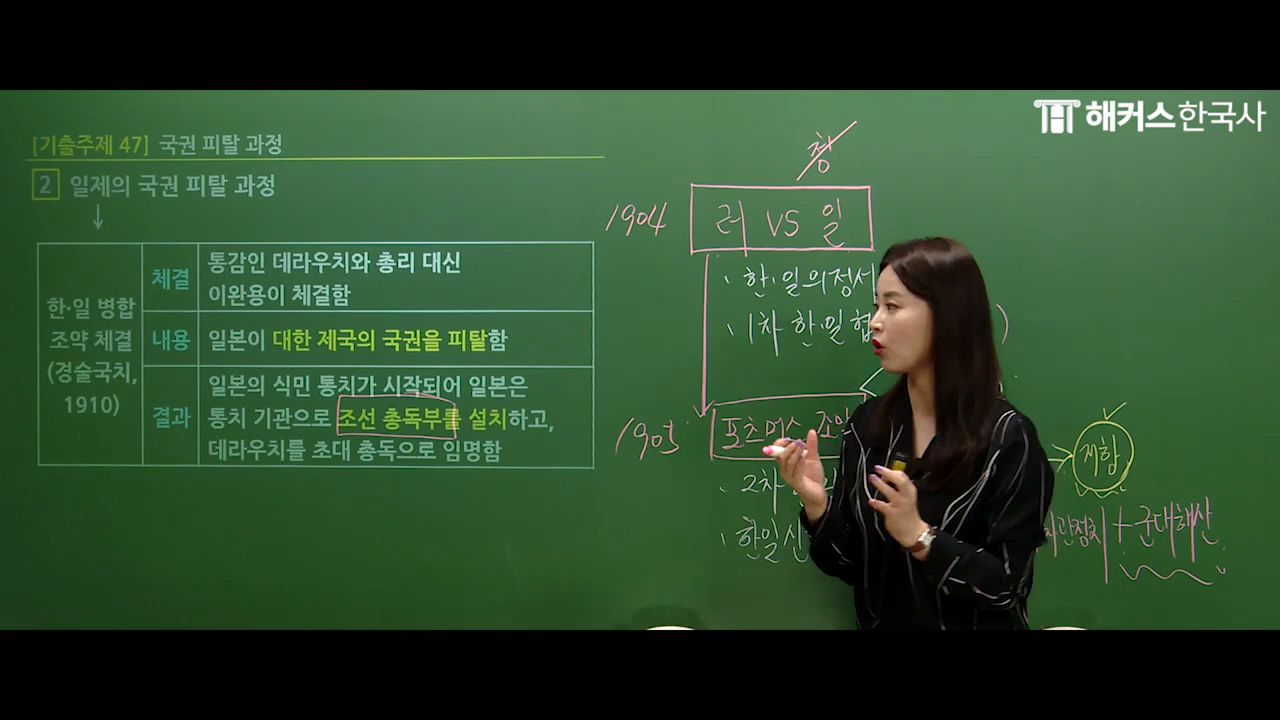 해커스한국사
[기출주제 47] 국권 피탈 과정
2 일제의 국권 피탈 과정
↓
한·일 병합
조약 체결
(경술국치,
1910)
체결
통감인 데라우치와 총리 대신
이완용이 체결함
내용
일본이 대한 제국의 국권을 피탈함
결과
일본의 식민 통치가 시작되어 일본은
통치 기관으로 조선 총독부를 설치하고,
데라우치를 초대 총독으로 임명함
청
1904 러 VS 일
한·일의정서
1차 한·일협
1905 포츠머스 조약
2차
한일신
차관정치 + 군대해산